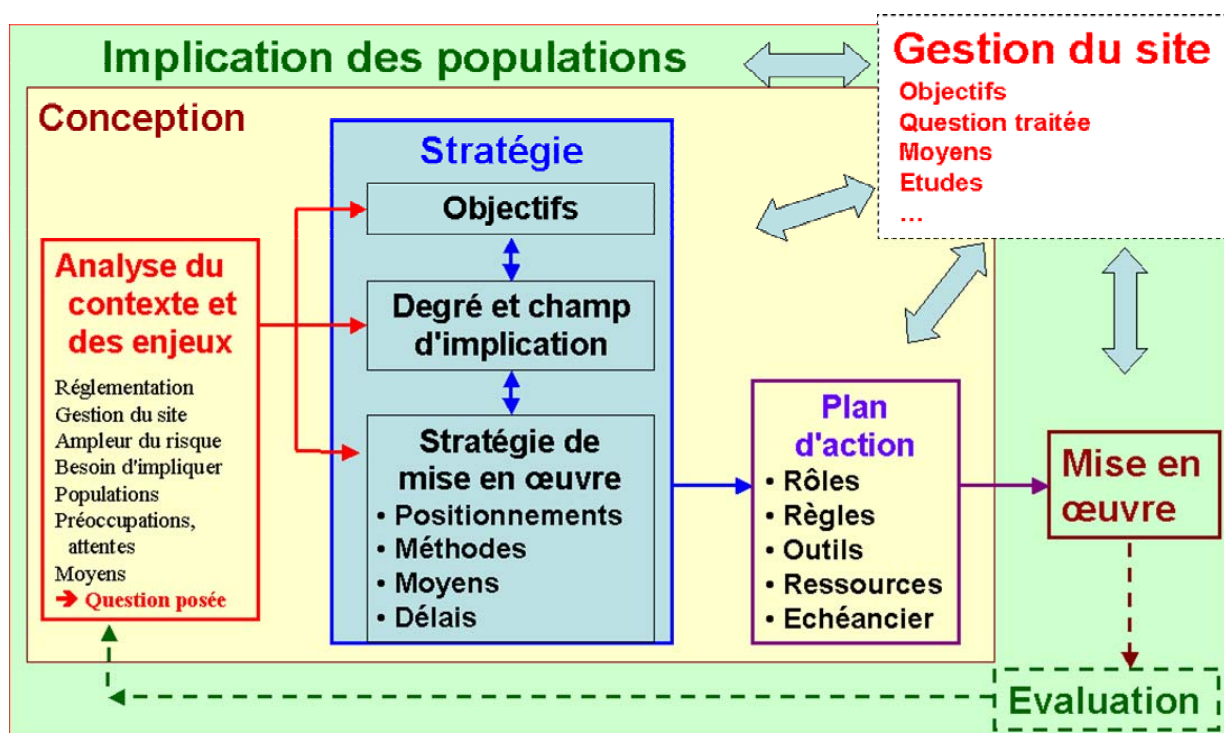 Implication des populations
Gestion du site
Objectifs
Question traitée
Moyens
Etudes
...
Conception
Analyse du
contexte et
des enjeux
Réglementation
Gestion du site
Ampleur du risque
Besoin d'impliquer
Populations
Préoccupations,
attentes
Moyens
➔ Question posée
Stratégie
Objectifs
Degré et champ
d'implication
Stratégie de
mise en œuvre
• Positionnements
• Méthodes
• Moyens
• Délais
Plan
d'action
• Rôles
• Règles
• Outils
• Ressources
• Echéancier
Mise en
œuvre
Evaluation